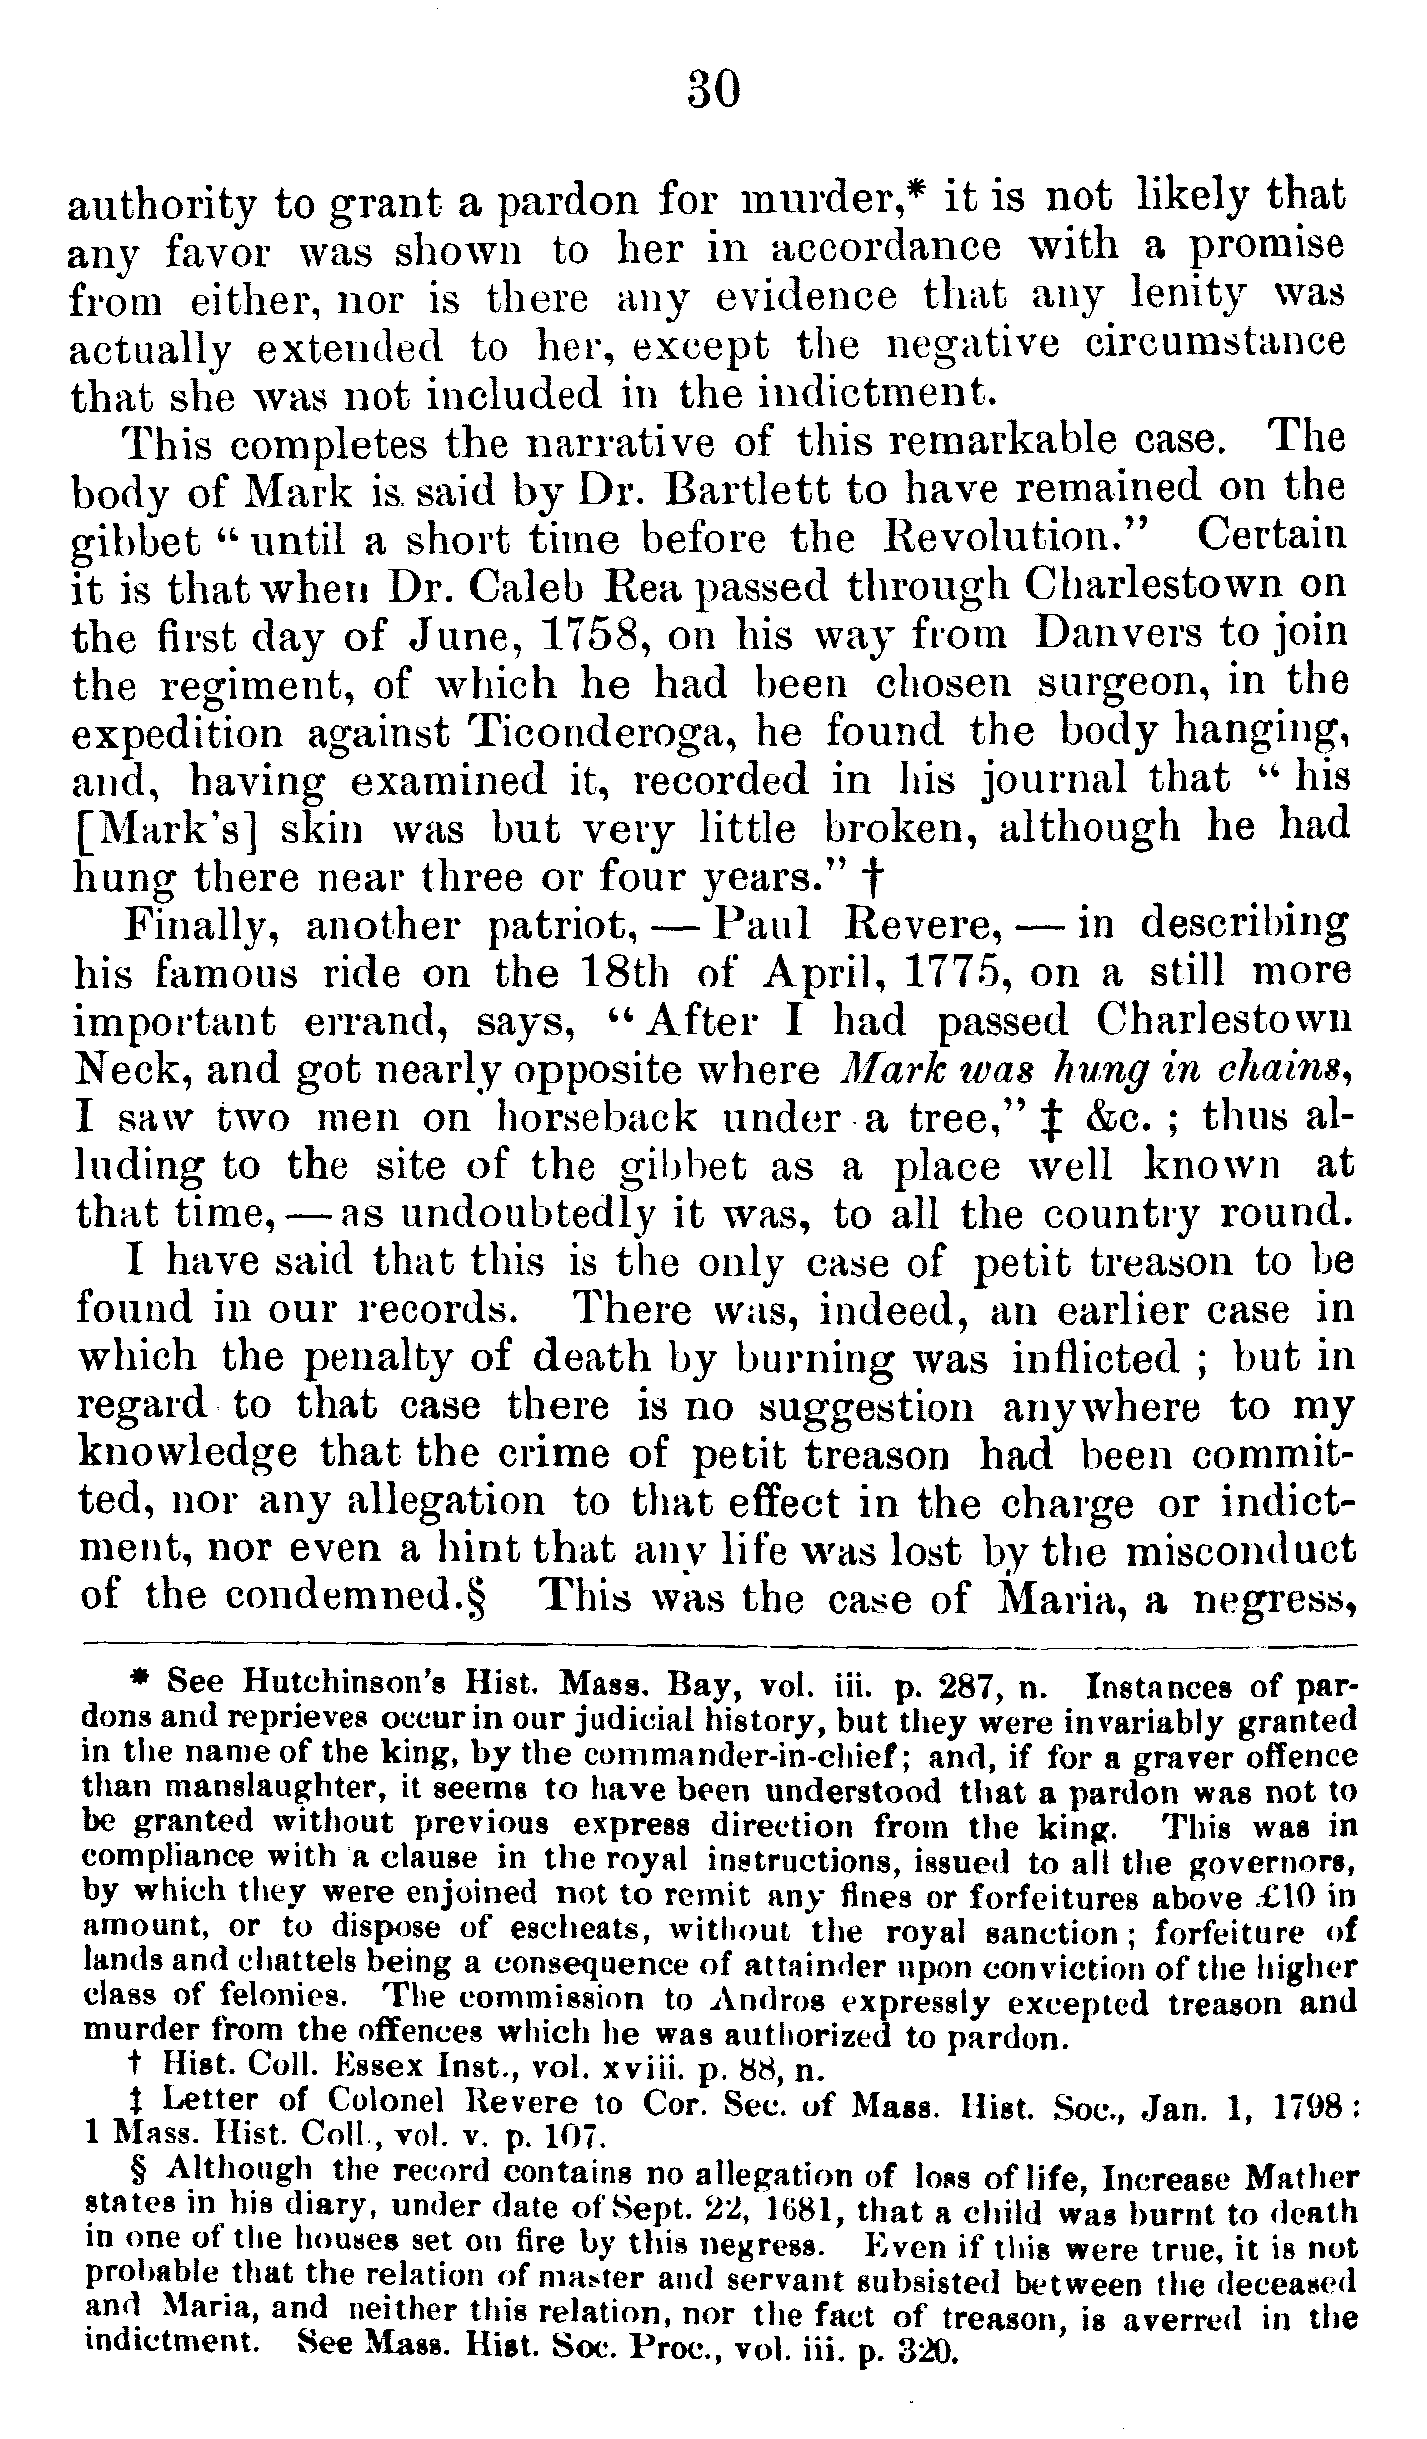 30
authority to grant a pardon for murder,* it is not likely that
any favor was shown to her in accordance with a promise
from either, nor is there any evidence that any lenity was
actually extended to her, except the negative circumstance
that she was not included in the indictment.
This completes the narrative of this remarkable case. The
body of Mark is said by Dr. Bartlett to have remained on the
gibbet “until a short time before the Revolution.” Certain
it is that when Dr. Caleb Rea passed through Charlestown on
the first day of June, 1758, on his way from Danvers to join
the regiment, of which he had been chosen surgeon, in the
expedition against Ticonderoga, he found the body hanging,
and, having examined it, recorded in his journal that “his
[Mark's] skin was but very little broken, although he had
hung there near three or four years.” †
Finally, another patriot, — Paul Revere, — in describing
his famous ride on the 18th of April, 1775, on a still more
important errand, says, “After I had passed Charlestown
Neck, and got nearly opposite where Mark was hung in chains,
I saw two men on horseback under a tree,” ‡ &c. ; thus al-
luding to the site of the gibbet as a place well known at
that time, — as undoubtedly it was, to all the country round.
I have said that this is the only case of petit treason to be
found in our records. There was, indeed, an earlier case in
which the penalty of death by burning was inflicted ; but in
regard to that case there is no suggestion anywhere to my
knowledge that the crime of petit treason had been commit-
ted, nor any allegation to that effect in the charge or indict-
ment, nor even a hint that any life was lost by the misconduct
of the condemned.§ This was the case of Maria, a negress,
* See Hutchinson's Hist. Mass. Bay, vol. iii. p. 287, n. Instances of par-
dons and reprieves occur in our judicial history, but they were invariably granted
in the name of the king, by the commander-in-chief; and, if for a graver offence
than manslaughter, it seems to have been understood that a pardon was not to
be granted without previous express direction from the king. This was in
compliance with a clause in the royal instructions, issued to all the governors,
by which they were enjoined not to remit any fines or forfeitures above £10 in
amount, or to dispose of escheats, without the royal sanction; forfeiture of
lands and chattels being a consequence of attainder upon conviction of the higher
class of felonies. The commission to Andros expressly excepted treason and
murder from the offences which he was authorized to pardon.
† Hist. Coll. Essex Inst., vol. xviii. p. 88, n.
‡ Letter of Colonel Revere to Cor. Sec. of Mass. Hist. Soc., Jan. 1, 1798:
1 Mass. Hist. Coll., vol. v. p. 107.
§ Although the record contains no allegation of loss of life, Increase Mather
states in his diary, under date of Sept. 22, 1681, that a child was burnt to death
in one of the houses set on fire by this negress. Even if this were true, it is not
probable that the relation of master and servant subsisted between the deceased
and Maria, and neither this relation, nor the fact of treason, is averred in the
indictment. See Mass. Hist. Soc. Proc., vol. iii. p. 320.